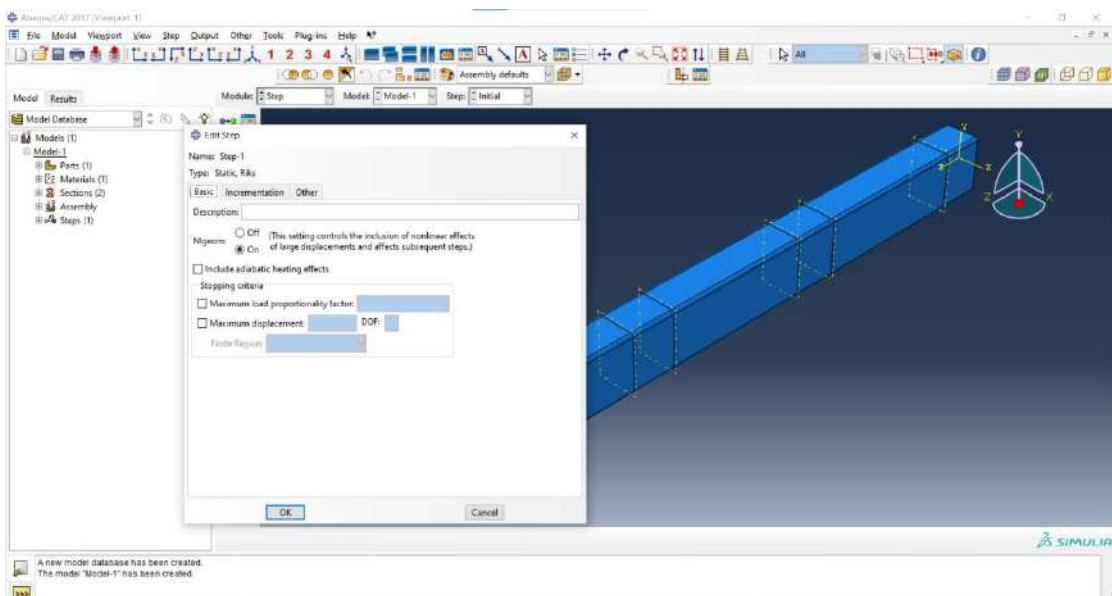 Abaqus/CAE 2017 [Viewport: 1]
File Model Viewport View Step Output Other Tools Plug-ins Help
1 2 3 4 All
Assembly defaults
Model Results Module: Step Model: Model-1 Step: Initial
Model Database
Models (1)
Model-1
Parts (1)
Materials (1)
Sections (2)
Assembly
Steps (1)
Edit Step
Name: Step-1
Type: Static, Riks
Basic Incrementation Other
Description:
Nlgeom:
Off
On
(This setting controls the inclusion of nonlinear effects
of large displacements and affects subsequent steps.)
Include adiabatic heating effects
Stopping criteria
Maximum load proportionality factor:
Maximum displacement: DOF:
Node Region:
OK Cancel
Y
Z
Y
Z X
SIMULIA
A new model database has been created.
The model "Model-1" has been created.
>>>